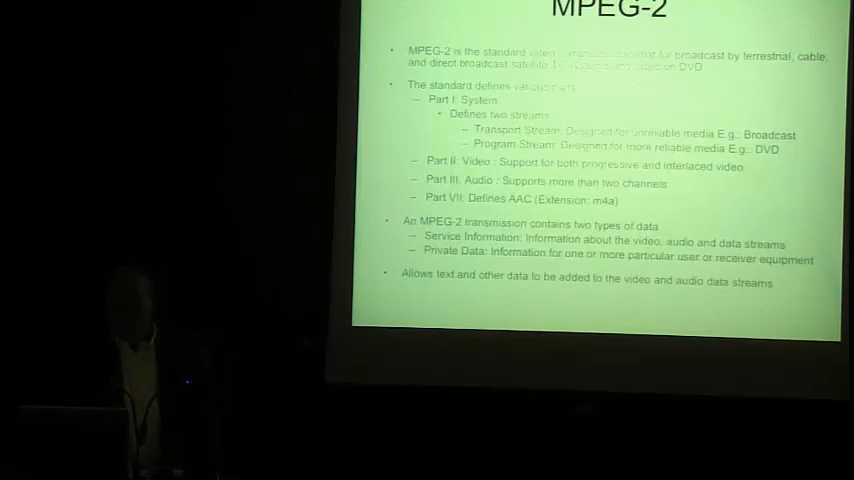 MPEG-2
• MPEG-2 is the standard video compression format for broadcast by terrestrial, cable,
and direct broadcast satellite TV systems and used on DVD
• The standard defines various parts
– Part I: System
• Defines two streams
– Transport Stream: Designed for unreliable media E.g.: Broadcast
– Program Stream: Designed for more reliable media E.g.: DVD
– Part II: Video : Support for both progressive and interlaced video
– Part III: Audio : Supports more than two channels
– Part VII: Defines AAC (Extension: m4a)
• An MPEG-2 transmission contains two types of data
– Service Information: Information about the video, audio and data streams
– Private Data: Information for one or more particular user or receiver equipment
• Allows text and other data to be added to the video and audio data streams